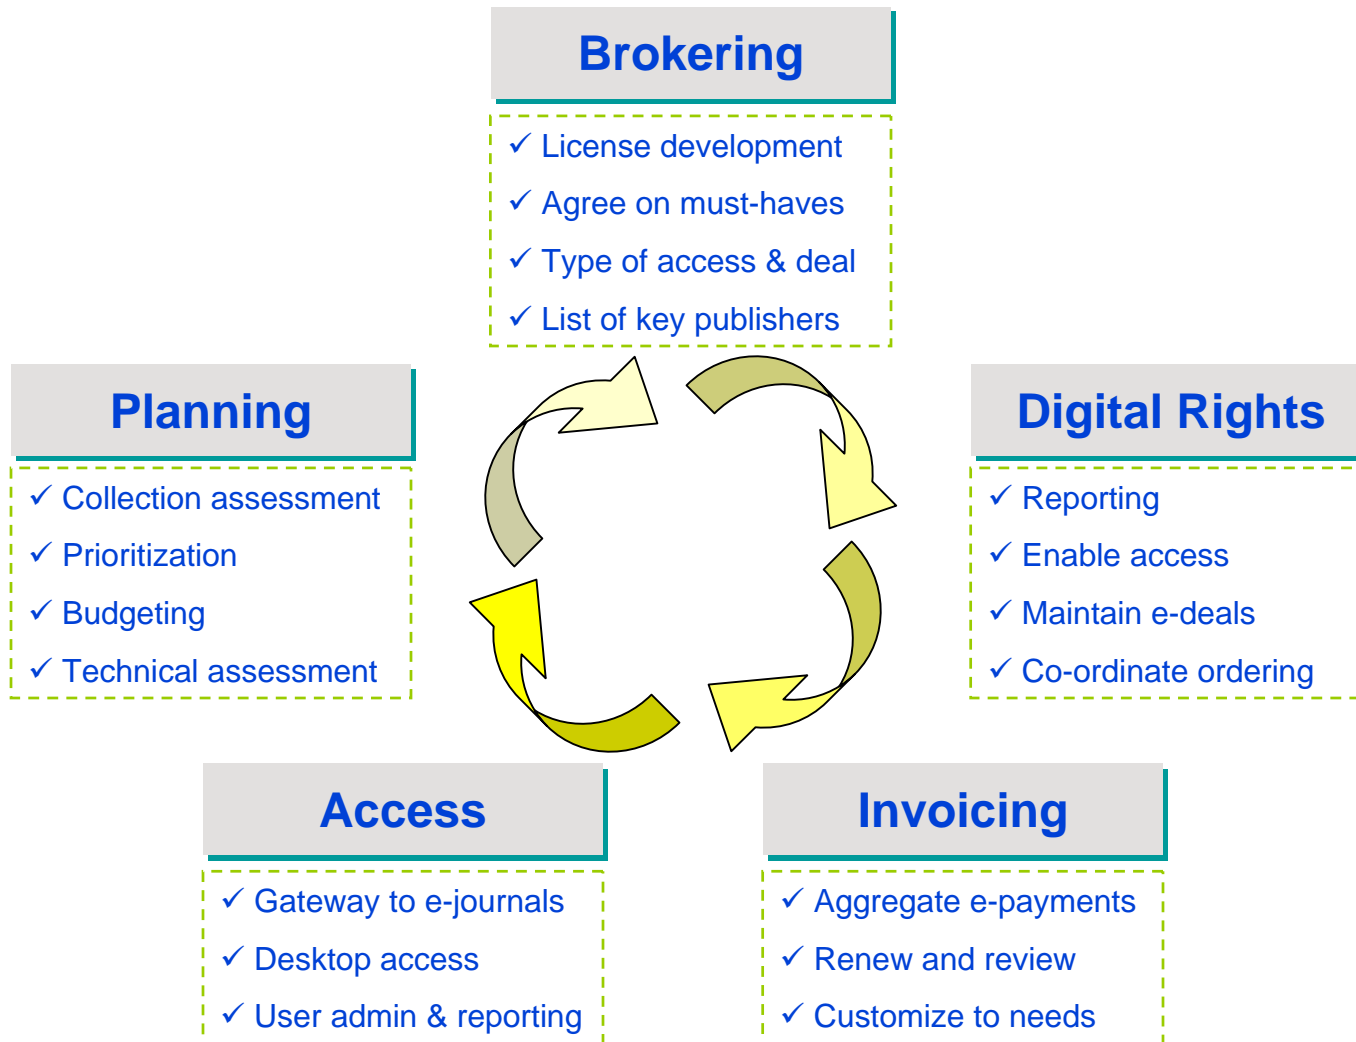 Brokering
✓ License development
✓ Agree on must-haves
✓ Type of access & deal
✓ List of key publishers
Planning
✓ Collection assessment
✓ Prioritization
✓ Budgeting
✓ Technical assessment
Digital Rights
✓ Reporting
✓ Enable access
✓ Maintain e-deals
✓ Co-ordinate ordering
Access
✓ Gateway to e-journals
✓ Desktop access
✓ User admin & reporting
Invoicing
✓ Aggregate e-payments
✓ Renew and review
✓ Customize to needs